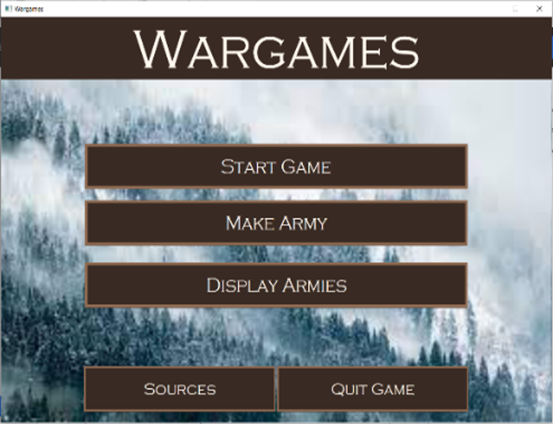 Wargames
Wargames
Start Game
Make Army
Display Armies
Sources
Quit Game